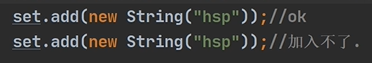 set.add(new String("hsp"));//ok
set.add(new String("hsp"));//加入不了.